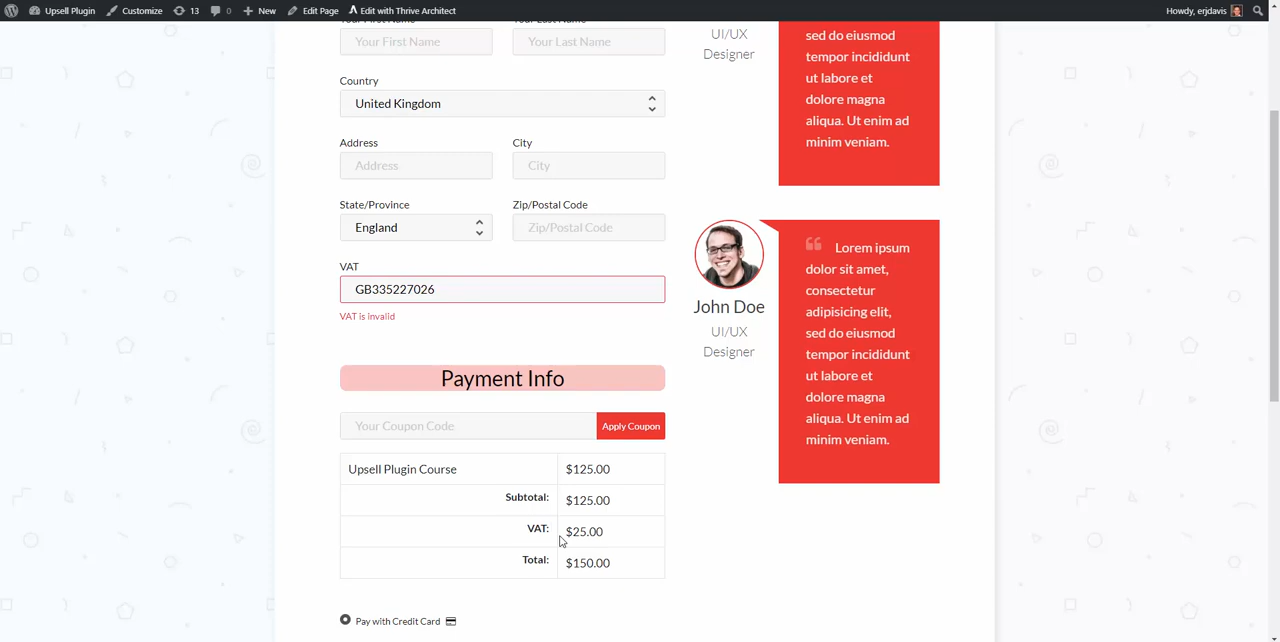 Upsell Plugin
Customize
13
0
New
Edit Page
Edit with Thrive Architect
Howdy, erjdavis
Your First Name
Your Last Name
Country
United Kingdom
Address
City
Address
City
State/Province
Zip/Postal Code
England
Zip/Postal Code
VAT
GB335227026
VAT is invalid
Payment Info
Your Coupon Code
Apply Coupon
Upsell Plugin Course
$125.00
Subtotal:
$125.00
VAT:
$25.00
Total:
$150.00
Pay with Credit Card
UI/UX
Designer
sed do eiusmod
tempor incididunt
ut labore et
dolore magna
aliqua. Ut enim ad
minim veniam.
John Doe
UI/UX
Designer
Lorem ipsum
dolor sit amet,
consectetur
adipisicing elit,
sed do eiusmod
tempor incididunt
ut labore et
dolore magna
aliqua. Ut enim ad
minim veniam.